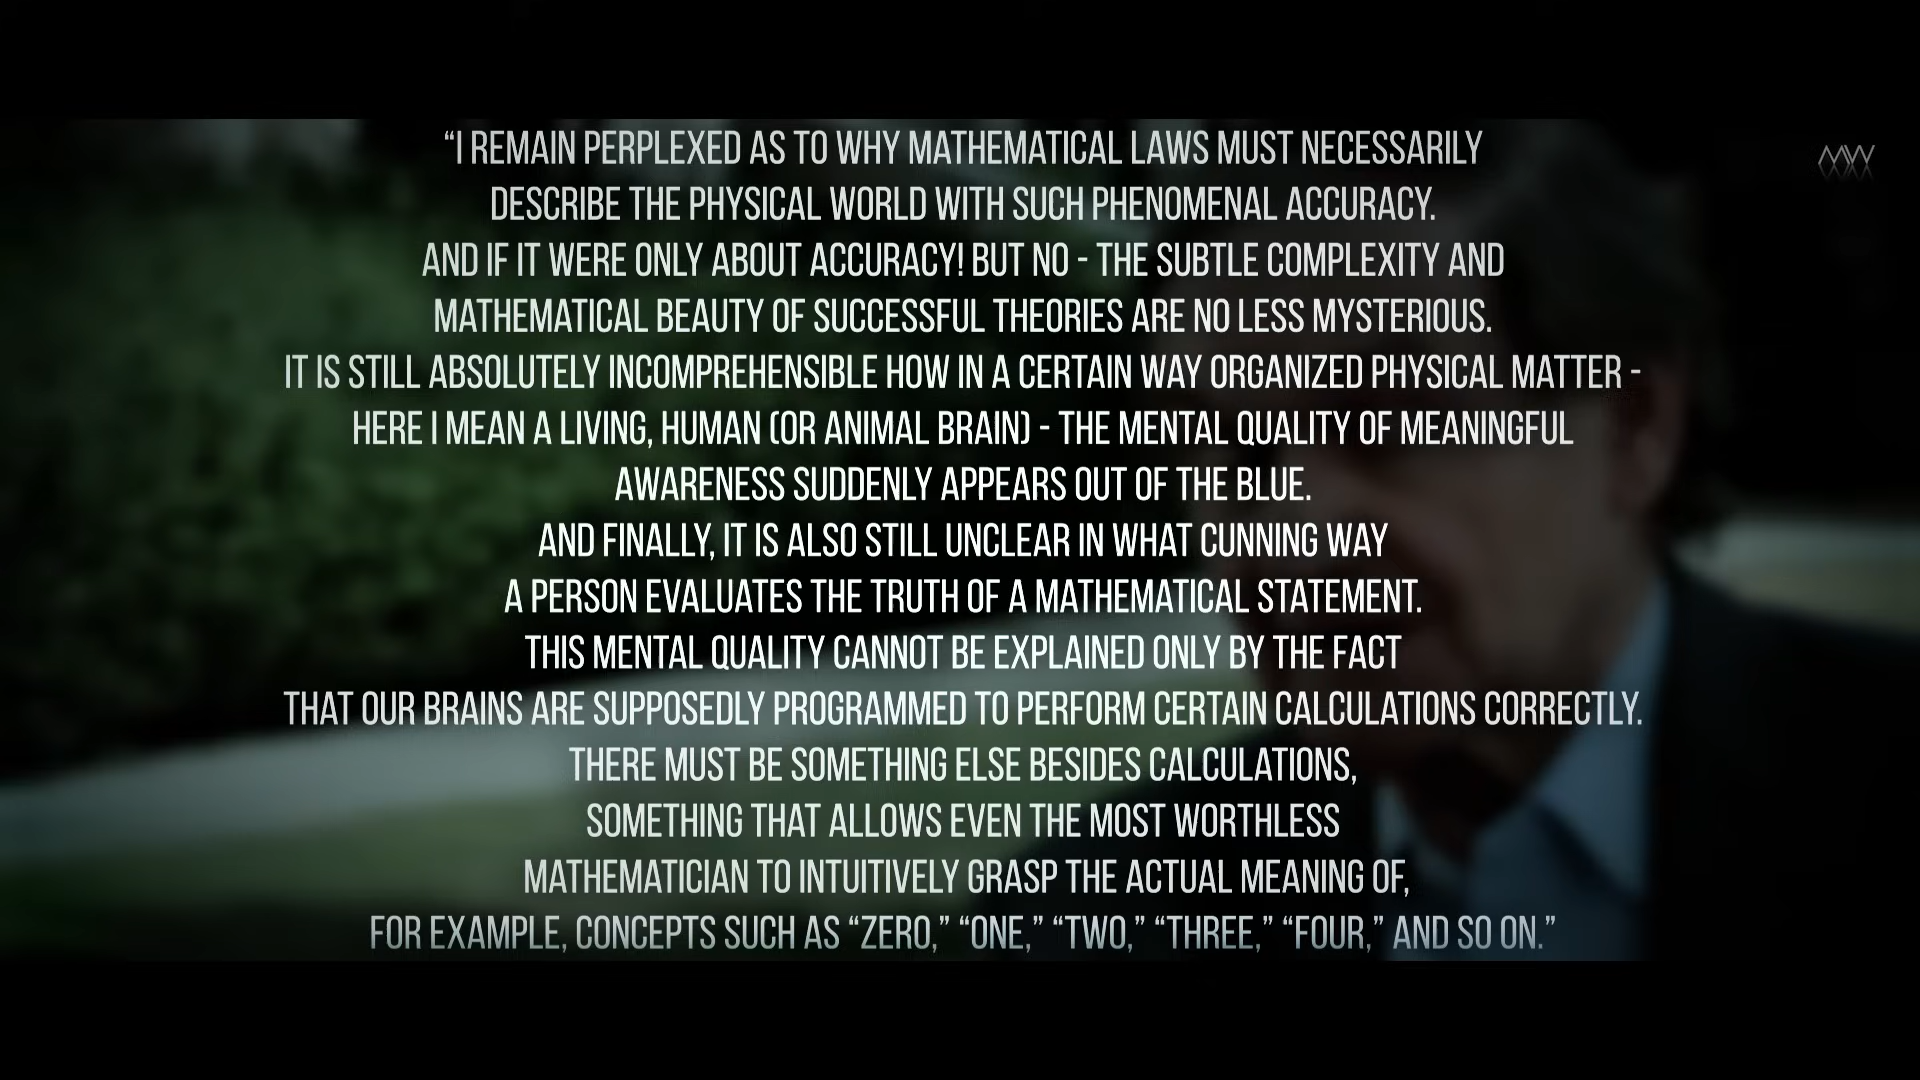 “I REMAIN PERPLEXED AS TO WHY MATHEMATICAL LAWS MUST NECESSARILY
DESCRIBE THE PHYSICAL WORLD WITH SUCH PHENOMENAL ACCURACY.
AND IF IT WERE ONLY ABOUT ACCURACY! BUT NO - THE SUBTLE COMPLEXITY AND
MATHEMATICAL BEAUTY OF SUCCESSFUL THEORIES ARE NO LESS MYSTERIOUS.
IT IS STILL ABSOLUTELY INCOMPREHENSIBLE HOW IN A CERTAIN WAY ORGANIZED PHYSICAL MATTER -
HERE I MEAN A LIVING, HUMAN (OR ANIMAL BRAIN) - THE MENTAL QUALITY OF MEANINGFUL
AWARENESS SUDDENLY APPEARS OUT OF THE BLUE.
AND FINALLY, IT IS ALSO STILL UNCLEAR IN WHAT CUNNING WAY
A PERSON EVALUATES THE TRUTH OF A MATHEMATICAL STATEMENT.
THIS MENTAL QUALITY CANNOT BE EXPLAINED ONLY BY THE FACT
THAT OUR BRAINS ARE SUPPOSEDLY PROGRAMMED TO PERFORM CERTAIN CALCULATIONS CORRECTLY.
THERE MUST BE SOMETHING ELSE BESIDES CALCULATIONS,
SOMETHING THAT ALLOWS EVEN THE MOST WORTHLESS
MATHEMATICIAN TO INTUITIVELY GRASP THE ACTUAL MEANING OF,
FOR EXAMPLE, CONCEPTS SUCH AS “ZERO,” “ONE,” “TWO,” “THREE,” “FOUR,” AND SO ON.”